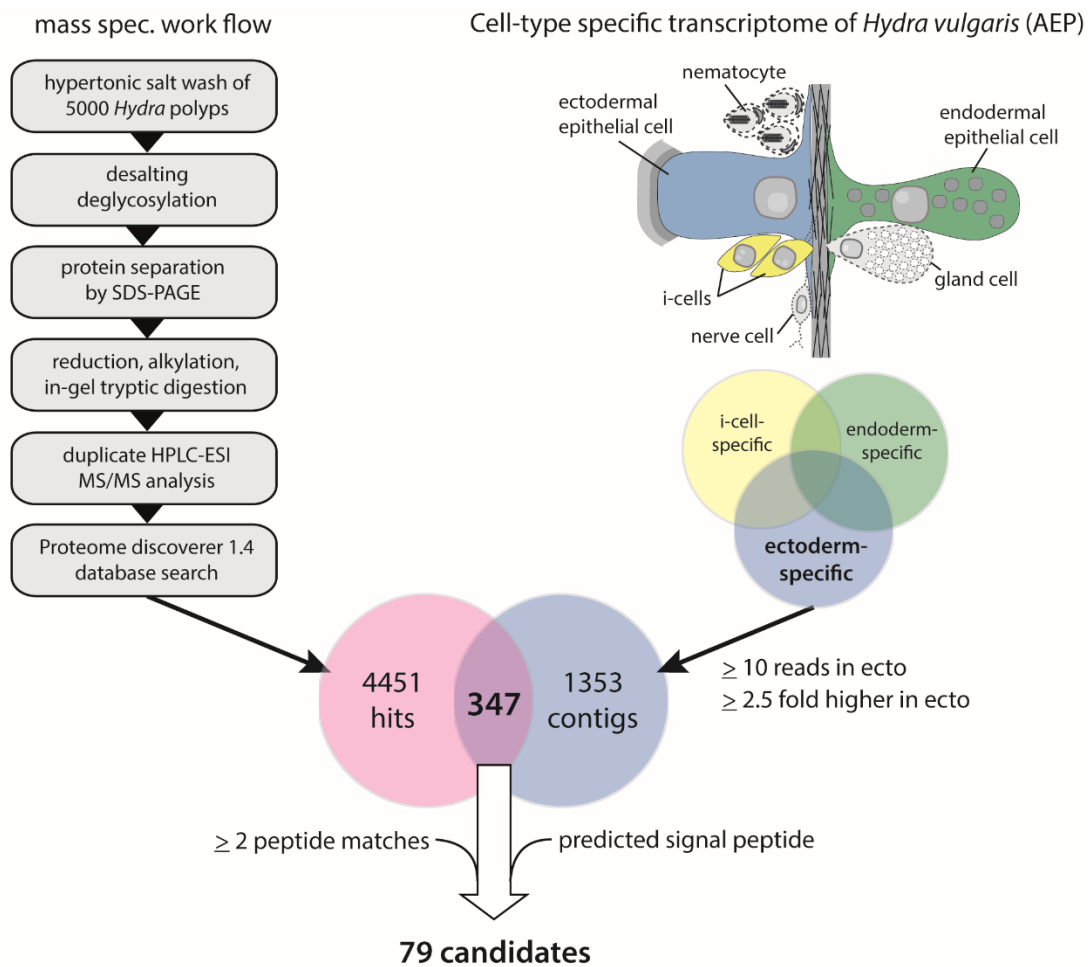 mass spec. work flow
hypertonic salt wash of
5000 Hydra polyps
desalting
deglycosylation
protein separation
by SDS-PAGE
reduction, alkylation,
in-gel tryptic digestion
duplicate HPLC-ESI
MS/MS analysis
Proteome discoverer 1.4
database search
Cell-type specific transcriptome of Hydra vulgaris (AEP)
nematocyte
ectodermal
epithelial cell
endodermal
epithelial cell
i-cells
gland cell
nerve cell
i-cell-
specific
endoderm-
specific
ectoderm-
specific
≥ 10 reads in ecto
≥ 2.5 fold higher in ecto
4451
hits
347
1353
contigs
≥ 2 peptide matches
predicted signal peptide
79 candidates